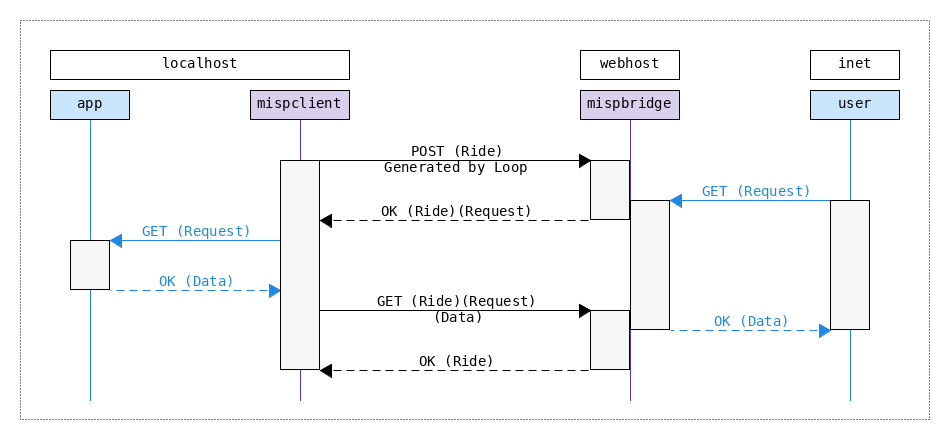 localhost
webhost
inet
app
mispclient
mispbridge
user
POST (Ride)
Generated by Loop
GET (Request)
OK (Ride)(Request)
GET (Request)
OK (Data)
GET (Ride)(Request)
(Data)
OK (Data)
OK (Ride)